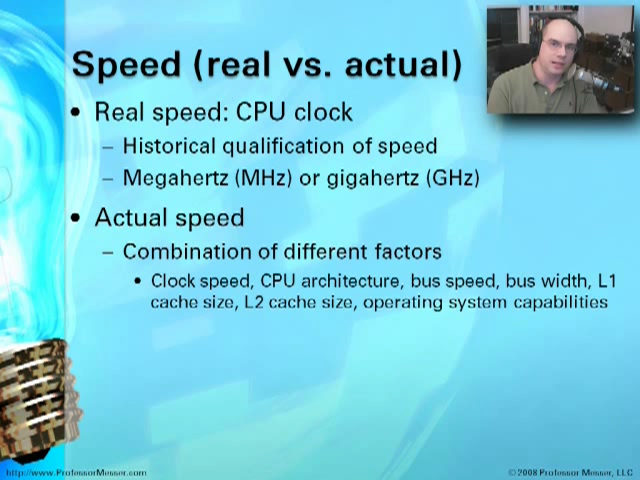 Speed (real vs. actual)
• Real speed: CPU clock
– Historical qualification of speed
– Megahertz (MHz) or gigahertz (GHz)
• Actual speed
– Combination of different factors
• Clock speed, CPU architecture, bus speed, bus width, L1
cache size, L2 cache size, operating system capabilities
http://www.ProfessorMesser.com
© 2008 Professor Messer, LLC